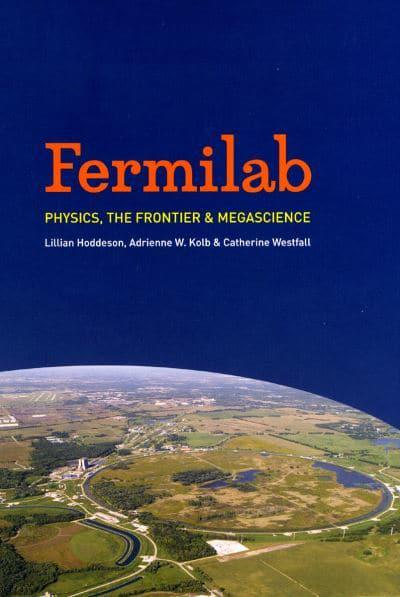 Fermilab
PHYSICS, THE FRONTIER & MEGASCIENCE
Lillian Hoddeson, Adrienne W. Kolb & Catherine Westfall